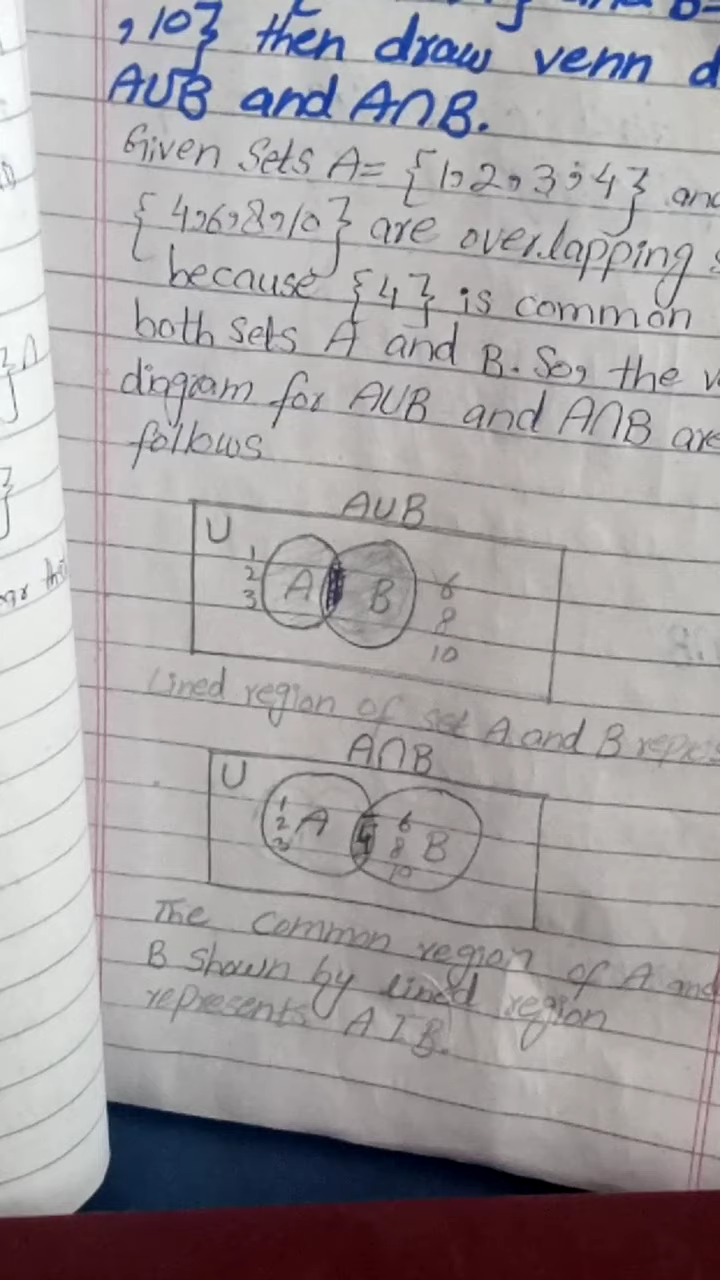 , 10} then draw venn d
AUB and A∩B.
Given Sets A= {1,2,3,4} and
{4,6,8,10} are overlapping s
because {4} is common
both sets A and B. So, the v
diagram for AUB and A∩B are
follows
AUB
U
1
2
3
A
B
6
8
10
Lined region of set A and B repres
A∩B
U
1
2
3
A
4
6
8
10
B
The common region of A and
B shown by lined region
represents A I B.